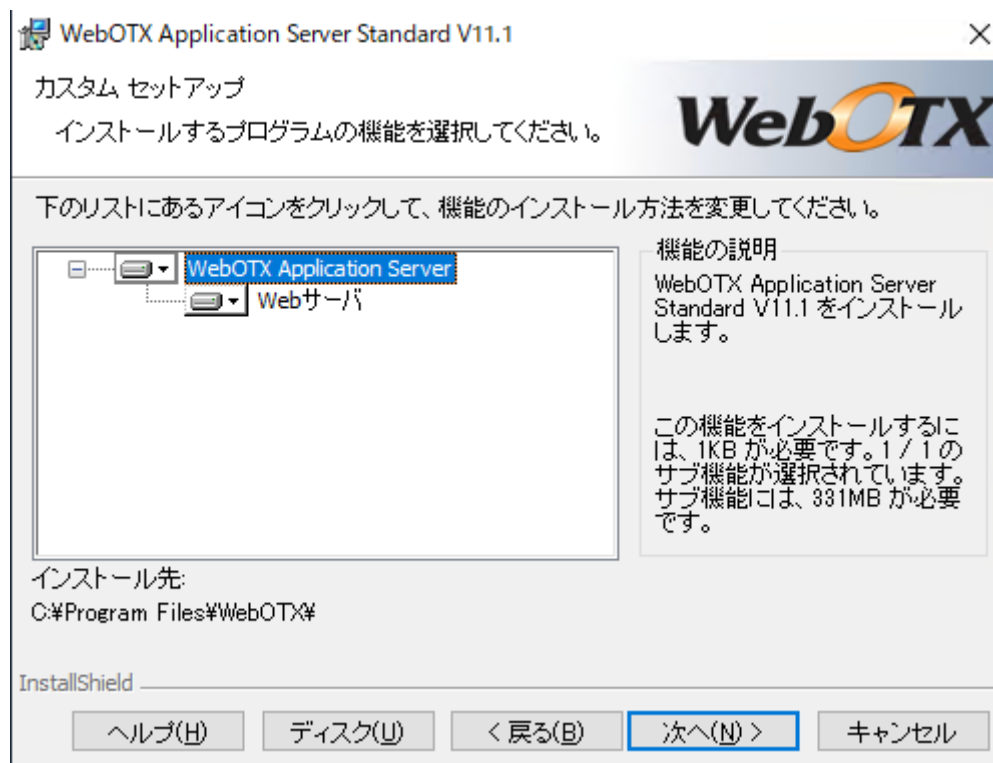 WebOTX Application Server Standard V11.1
カスタム セットアップ
インストールするプログラムの機能を選択してください。
WebOTX
下のリストにあるアイコンをクリックして、機能のインストール方法を変更してください。
WebOTX Application Server
Webサーバ
機能の説明
WebOTX Application Server
Standard V11.1 をインストール
します。
この機能をインストールするに
は、1KB が必要です。1 / 1 の
サブ機能が選択されています。
サブ機能には、331MB が必要
です。
インストール先:
C:¥Program Files¥WebOTX¥
InstallShield
ヘルプ(H)
ディスク(U)
< 戻る(B)
次へ(N) >
キャンセル